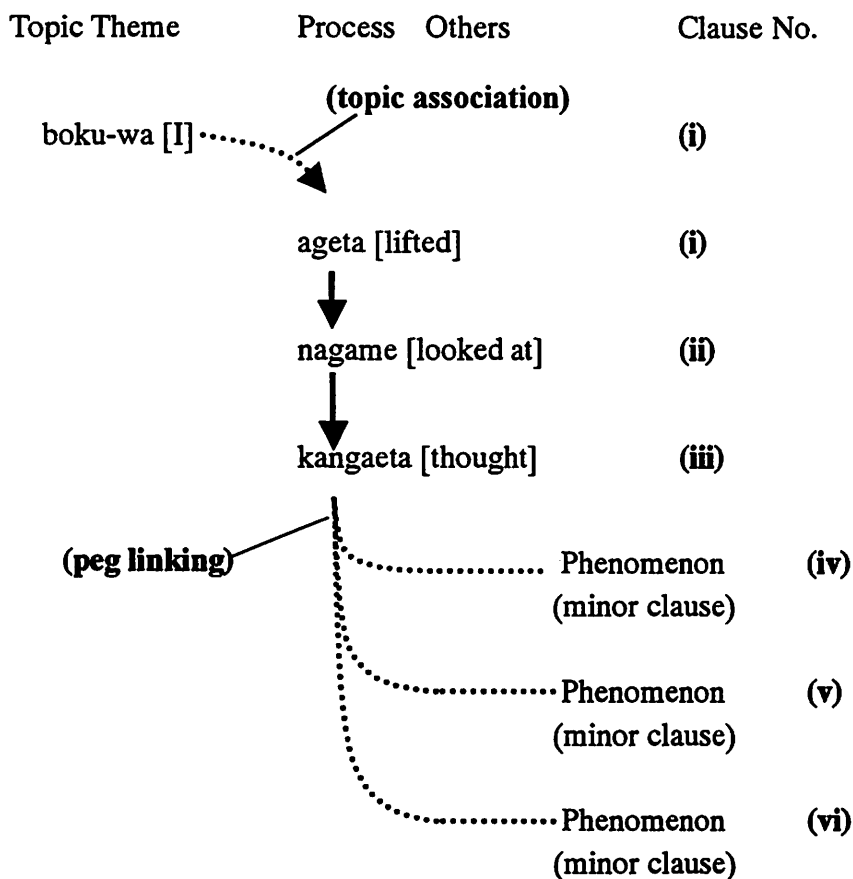 Topic Theme Process Others Clause No.
(topic association)
boku-wa [I] (i)
ageta [lifted] (i)
nagame [looked at] (ii)
kangaeta [thought] (iii)
(peg linking) Phenomenon (iv)
(minor clause)
Phenomenon (v)
(minor clause)
Phenomenon (vi)
(minor clause)